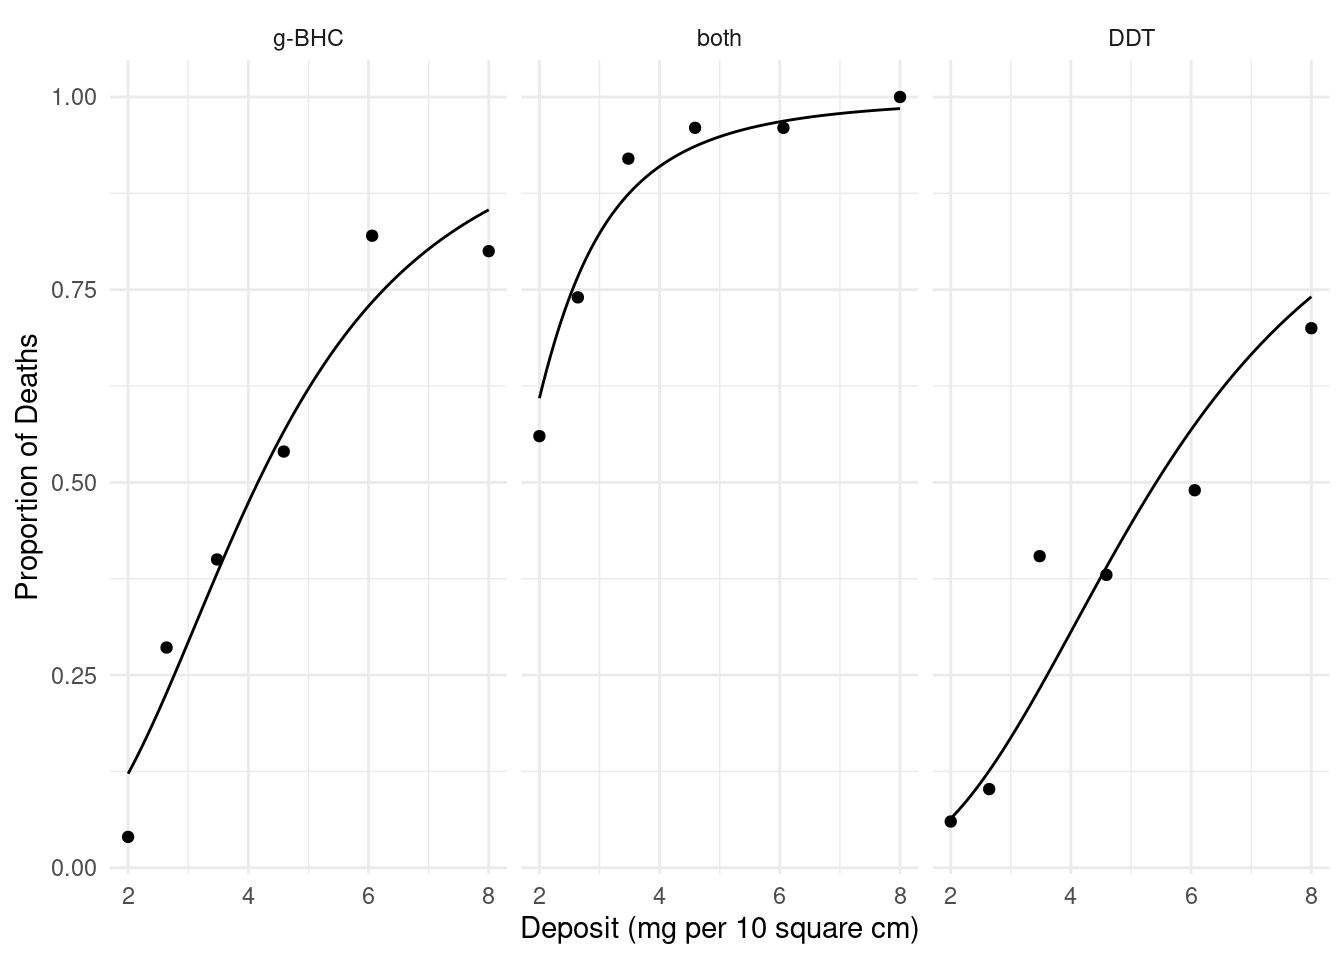 g-BHC both DDT
1.00
0.75
0.50
0.25
0.00
Proportion of Deaths
2 4 6 8 2 4 6 8 2 4 6 8
Deposit (mg per 10 square cm)